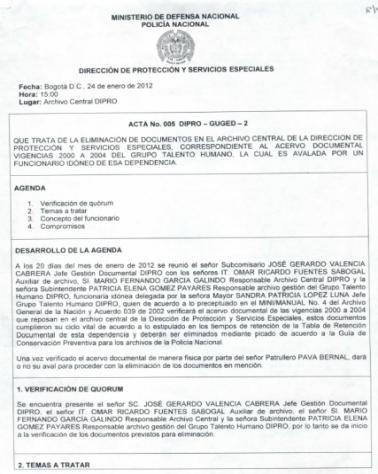 MINISTERIO DE DEFENSA NACIONAL
POLICÍA NACIONAL
DIRECCIÓN DE PROTECCIÓN Y SERVICIOS ESPECIALES
Fecha: Bogotá D.C., 24 de enero de 2012
Hora: 15:00
Lugar: Archivo Central DIPRO
ACTA No. 005 DIPRO – GUGED – 2
QUE TRATA DE LA ELIMINACIÓN DE DOCUMENTOS EN EL ARCHIVO CENTRAL DE LA DIRECCION DE
PROTECCIÓN Y SERVICIOS ESPECIALES, CORRESPONDIENTE AL ACERVO DOCUMENTAL
VIGENCIAS 2000 A 2004 DEL GRUPO TALENTO HUMANO, LA CUAL ES AVALADA POR UN
FUNCIONARIO IDÓNEO DE ESA DEPENDENCIA.
AGENDA
1. Verificación de quórum
2. Temas a tratar
3. Concepto del funcionario
4. Compromisos
DESARROLLO DE LA AGENDA
A los 20 días del mes de enero de 2012 se reunió el señor Subcomisario JOSÉ GERARDO VALENCIA
CABRERA Jefe Gestión Documental DIPRO con los señores IT. OMAR RICARDO FUENTES SABOGAL
Auxiliar de archivo, SI. MARIO FERNANDO GARCIA GALINDO Responsable Archivo Central DIPRO y la
señora Subintendente PATRICIA ELENA GOMEZ PAYARES Responsable archivo gestión del Grupo Talento
Humano DIPRO, funcionaria idónea delegada por la señora Mayor SANDRA PATRICIA LOPEZ LUNA Jefe
Grupo Talento Humano DIPRO, quien de acuerdo a lo preceptuado en el MINI/MANUAL No. 4 del Archivo
General de la Nación y Acuerdo 039 de 2002 verificará el acervo documental de las vigencias 2000 a 2004
que reposan en el archivo central de la Dirección de Protección y Servicios Especiales, estos documentos
cumplieron su ciclo vital de acuerdo a lo estipulado en los tiempos de retención de la Tabla de Retención
Documental de esta dependencia y deberán ser eliminados mediante picado de acuerdo a la Guía de
Conservación Preventiva para los archivos de la Policía Nacional.
Una vez verificado el acervo documental de manera física por parte del señor Patrullero PAVA BERNAL, dará
o no su aval para proceder con la eliminación de los documentos en mención.
1. VERIFICACIÓN DE QUORUM
Se encuentra presente el señor SC. JOSÉ GERARDO VALENCIA CABRERA Jefe Gestión Documental
DIPRO, el señor IT. OMAR RICARDO FUENTES SABOGAL Auxiliar de archivo, el señor SI. MARIO
FERNANDO GARCÍA GALINDO Responsable Archivo Central y la señora Subintendente PATRICIA ELENA
GOMEZ PAYARES Responsable archivo gestión del Grupo Talento Humano DIPRO, por lo tanto se da inicio
a la verificación de los documentos previstos para eliminación.
2. TEMAS A TRATAR